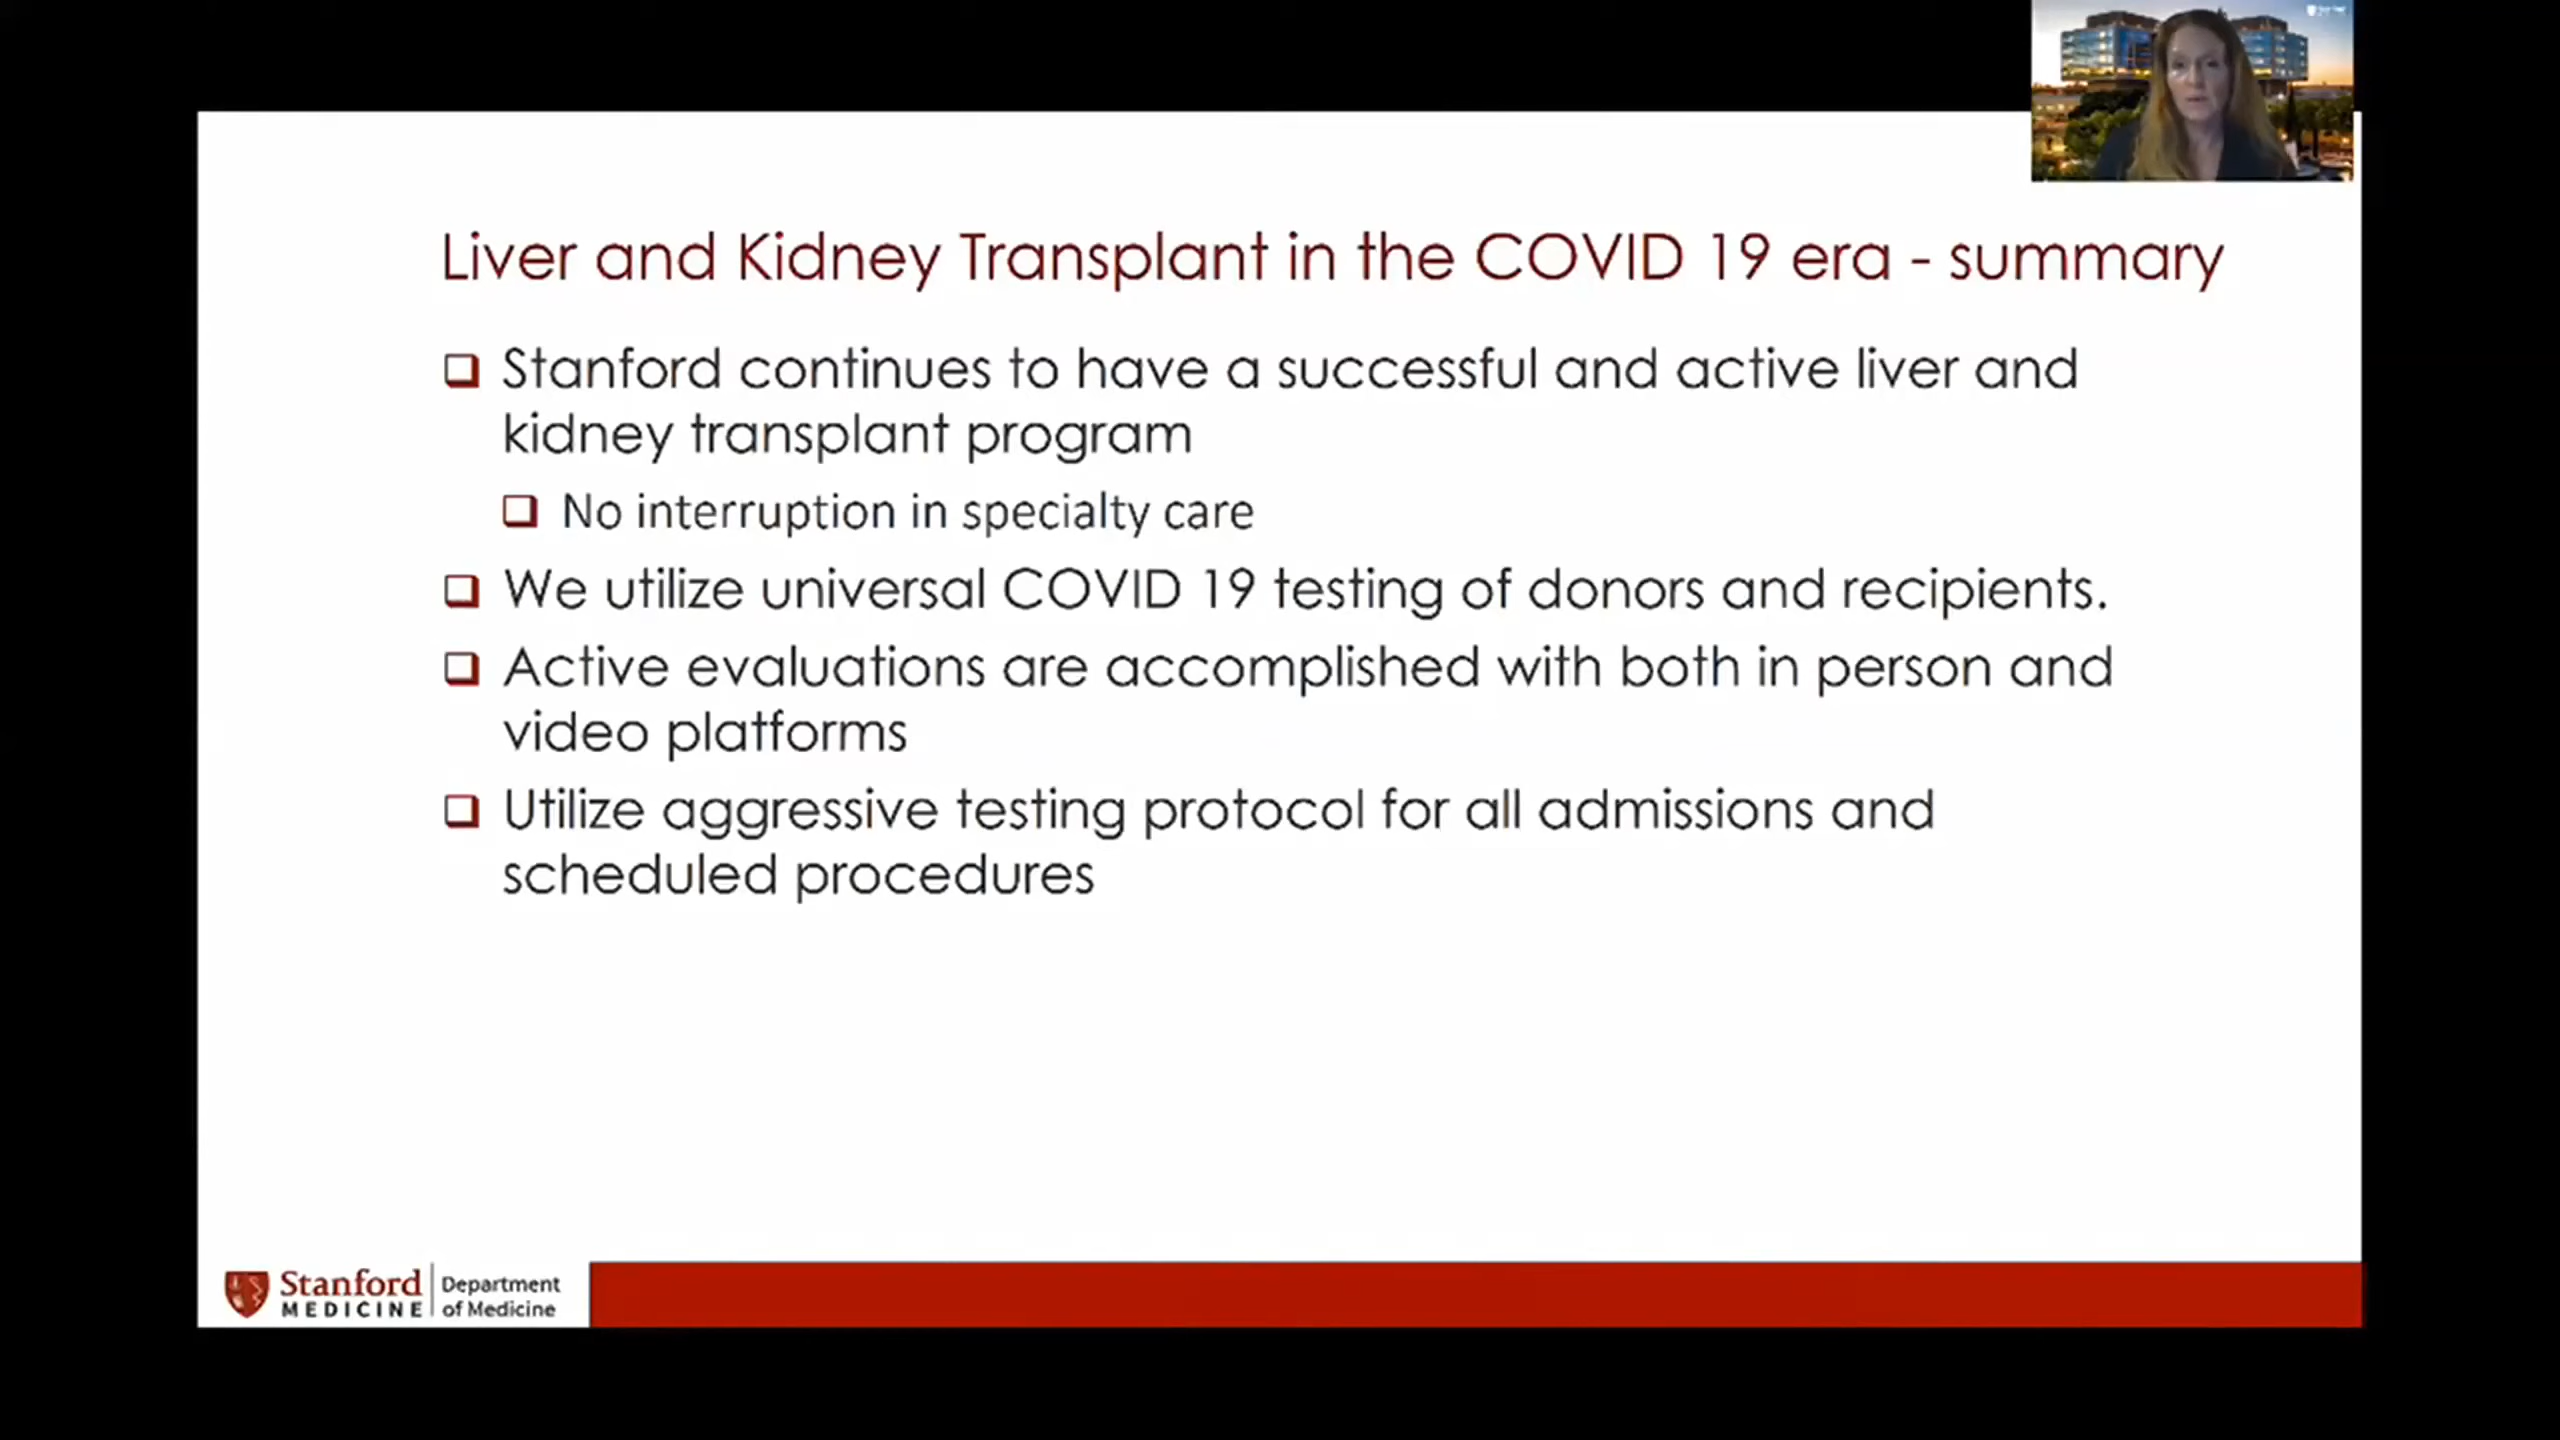 Liver and Kidney Transplant in the COVID 19 era - summary
Stanford continues to have a successful and active liver and
kidney transplant program
No interruption in specialty care
We utilize universal COVID 19 testing of donors and recipients.
Active evaluations are accomplished with both in person and
video platforms
Utilize aggressive testing protocol for all admissions and
scheduled procedures
Stanford
MEDICINE
Department
of Medicine